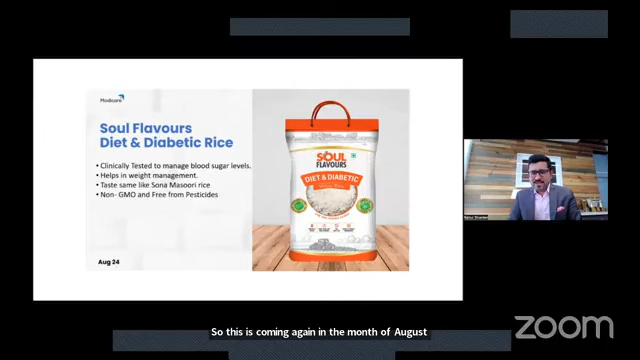 Modicare
Soul Flavours
Diet & Diabetic Rice
• Clinically Tested to manage blood sugar levels.
• Helps in weight management.
• Taste same like Sona Masoori rice
• Non- GMO and Free from Pesticides
Aug 24
SOUL
FLAVOURS
DIET & DIABETIC
So this is coming again in the month of August
zoom